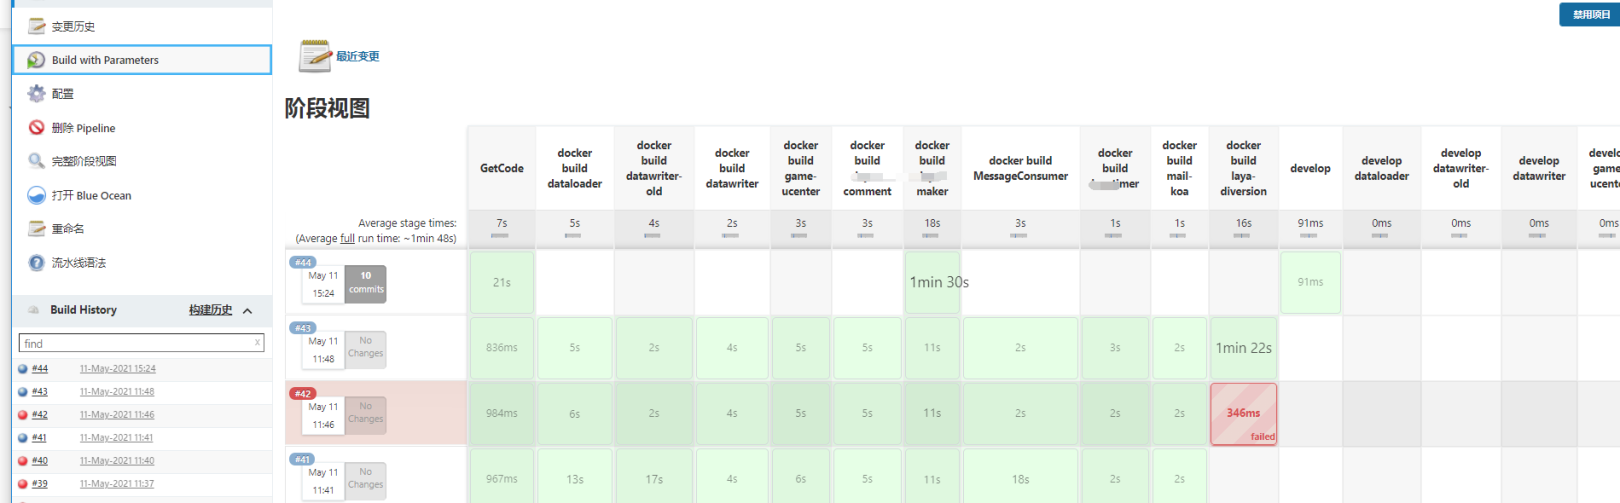 变更历史
Build with Parameters
配置
删除 Pipeline
完整阶段视图
打开 Blue Ocean
重命名
流水线语法
Build History 构建历史
find x
#44 11-May-2021 15:24
#43 11-May-2021 11:48
#42 11-May-2021 11:46
#41 11-May-2021 11:41
#40 11-May-2021 11:40
#39 11-May-2021 11:37
禁用项目
最近变更
阶段视图
GetCode
docker
build
dataloader
docker
build
datawriter-
old
docker
build
datawriter
docker
build
game-
ucenter
docker
build
comment
docker
build
maker
docker build
MessageConsumer
docker
build
imer
docker
build
mail-
koa
docker
build
laya-
diversion
develop
develop
dataloader
develop
datawriter-
old
develop
datawriter
Average stage times:
(Average full run time: ~1min 48s)
7s 5s 4s 2s 3s 3s 18s 3s 1s 1s 16s 91ms 0ms 0ms 0ms 0ms
#44
May 11
15:24
10
commits
21s 1min 30s 91ms
#43
May 11
11:48
No
Changes
836ms 5s 2s 4s 5s 5s 11s 2s 3s 2s 1min 22s
#42
May 11
11:46
No
Changes
984ms 6s 2s 4s 5s 5s 11s 2s 2s 2s 346ms
failed
#41
May 11
11:41
No
Changes
967ms 13s 17s 4s 6s 5s 11s 18s 2s 2s